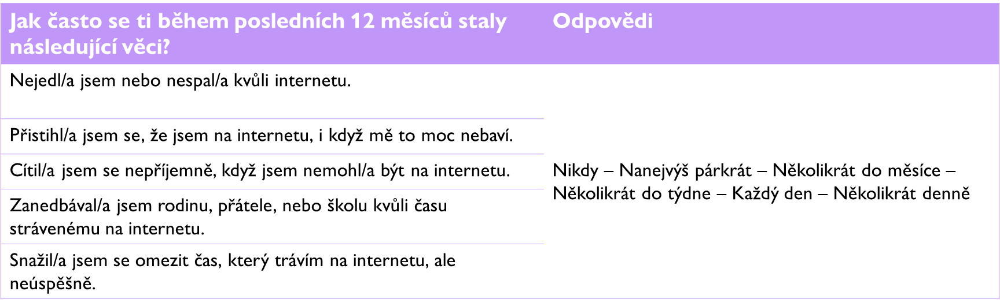 Jak často se ti během posledních 12 měsíců staly
následující věci?
Odpovědi
Nejedl/a jsem nebo nespal/a kvůli internetu.
Přistihl/a jsem se, že jsem na internetu, i když mě to moc nebaví.
Cítil/a jsem se nepříjemně, když jsem nemohl/a být na internetu.
Zanedbával/a jsem rodinu, přátele, nebo školu kvůli času
strávenému na internetu.
Snažil/a jsem se omezit čas, který trávím na internetu, ale
neúspěšně.
Nikdy – Nanejvýš párkrát – Několikrát do měsíce –
Několikrát do týdne – Každý den – Několikrát denně